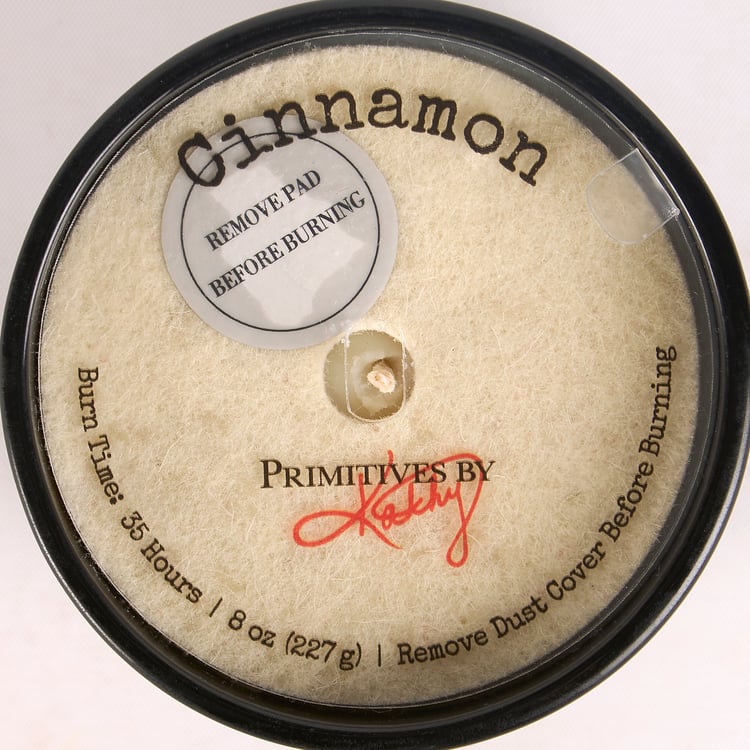 Cinnamon
REMOVE PAD
BEFORE BURNING
PRIMITIVES BY
Kathy
Burn Time: 35 Hours | 8 oz (227 g) | Remove Dust Cover Before Burning